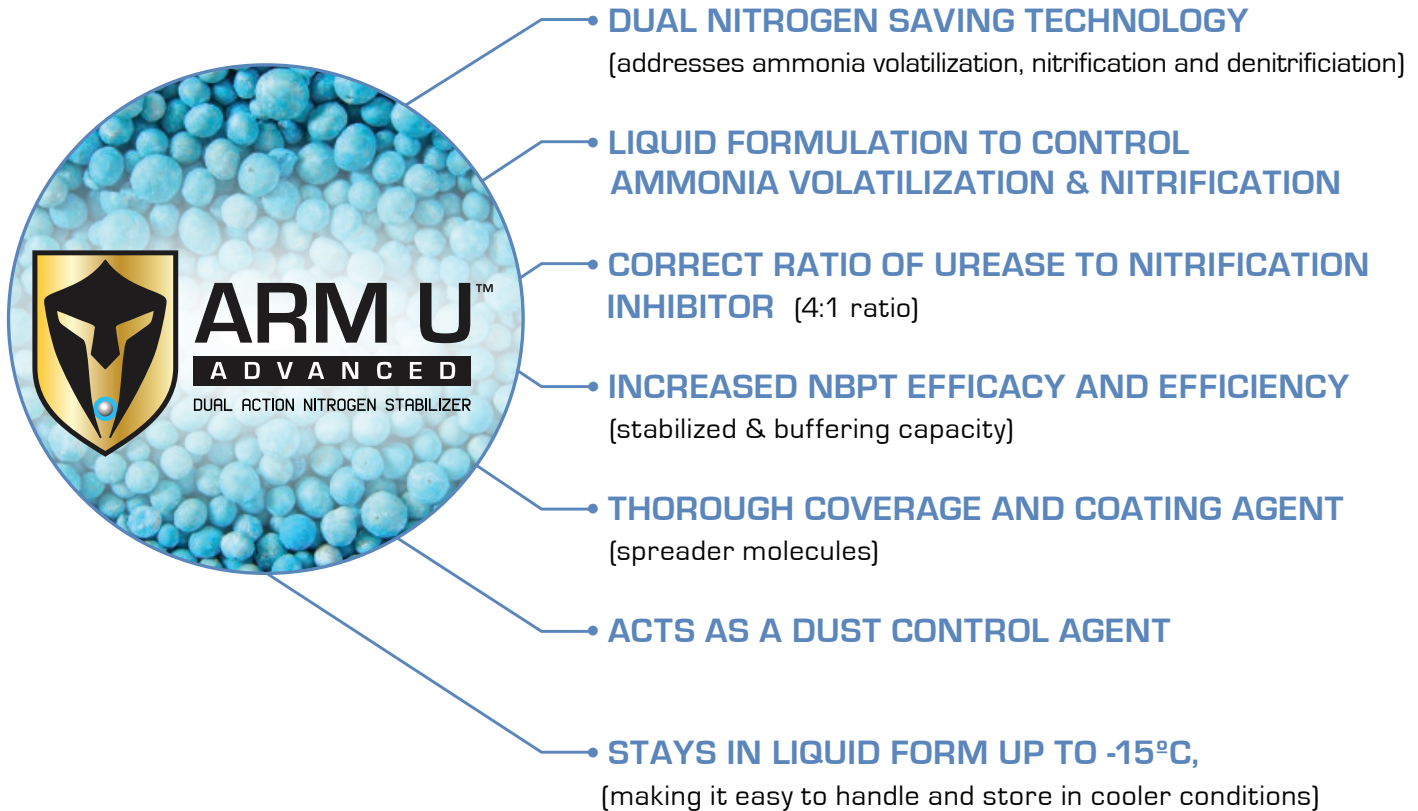 DUAL NITROGEN SAVING TECHNOLOGY
(addresses ammonia volatilization, nitrification and denitrificiation)
LIQUID FORMULATION TO CONTROL
AMMONIA VOLATILIZATION & NITRIFICATION
CORRECT RATIO OF UREASE TO NITRIFICATION
INHIBITOR (4:1 ratio)
ARM U™
ADVANCED
DUAL ACTION NITROGEN STABILIZER
INCREASED NBPT EFFICACY AND EFFICIENCY
(stabilized & buffering capacity)
THOROUGH COVERAGE AND COATING AGENT
(spreader molecules)
ACTS AS A DUST CONTROL AGENT
STAYS IN LIQUID FORM UP TO -15ºC,
(making it easy to handle and store in cooler conditions)